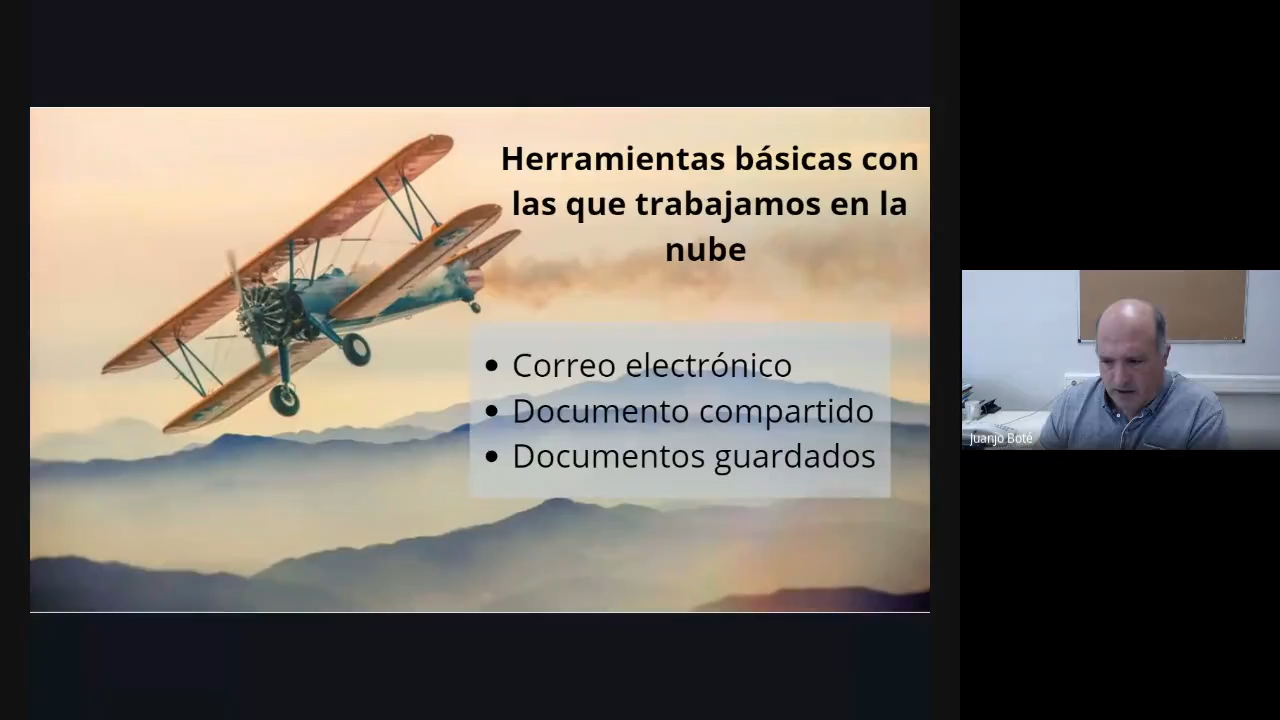 Herramientas básicas con
las que trabajamos en la
nube
• Correo electrónico
• Documento compartido
• Documentos guardados
Juanjo Boté